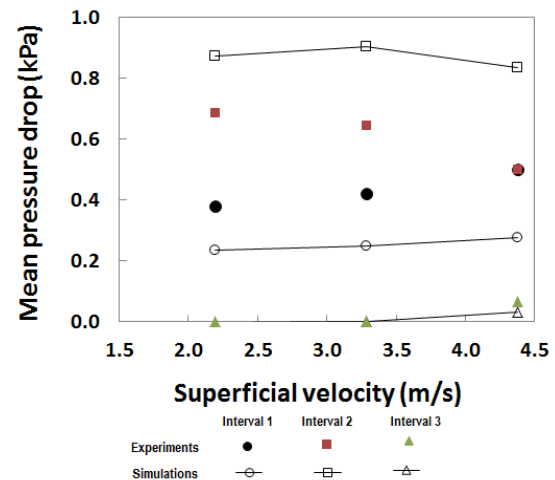 Mean pressure drop (kPa)
1.0
0.8
0.6
0.4
0.2
0.0
1.5 2.0 2.5 3.0 3.5 4.0 4.5
Superficial velocity (m/s)
Interval 1 Interval 2 Interval 3
Experiments
Simulations